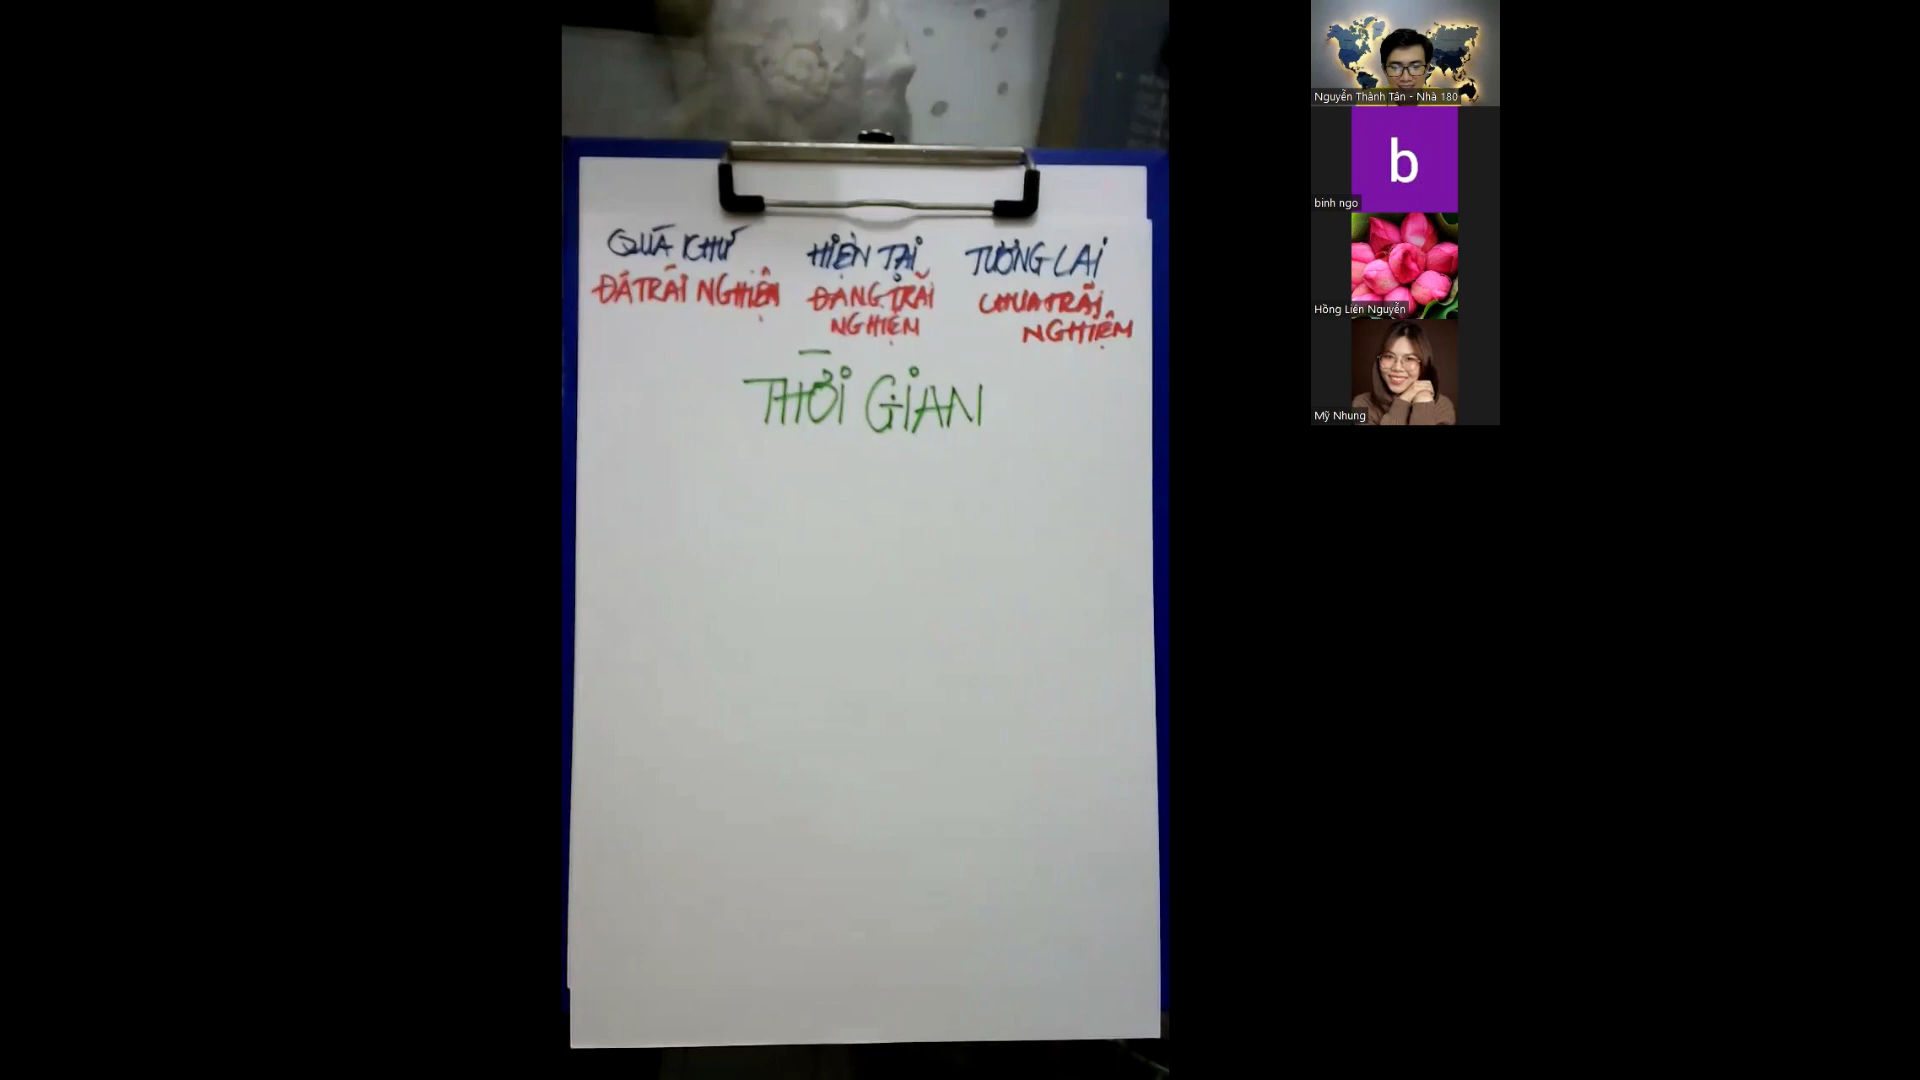 QUÁ KHỨ HIỆN TẠI TƯƠNG LAI
ĐÃ TRẢI NGHIỆM ĐANG TRẢI NGHIỆM CHƯA TRẢI NGHIỆM
THỜI GIAN
Nguyễn Thành Tân - Nhà 180
b
binh ngo
Hồng Liên Nguyễn
Mỹ Nhung